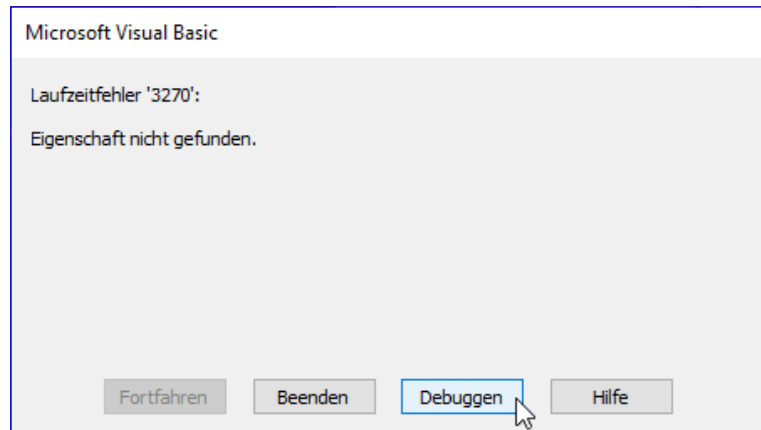 Microsoft Visual Basic
Laufzeitfehler '3270':
Eigenschaft nicht gefunden.
Fortfahren Beenden Debuggen Hilfe